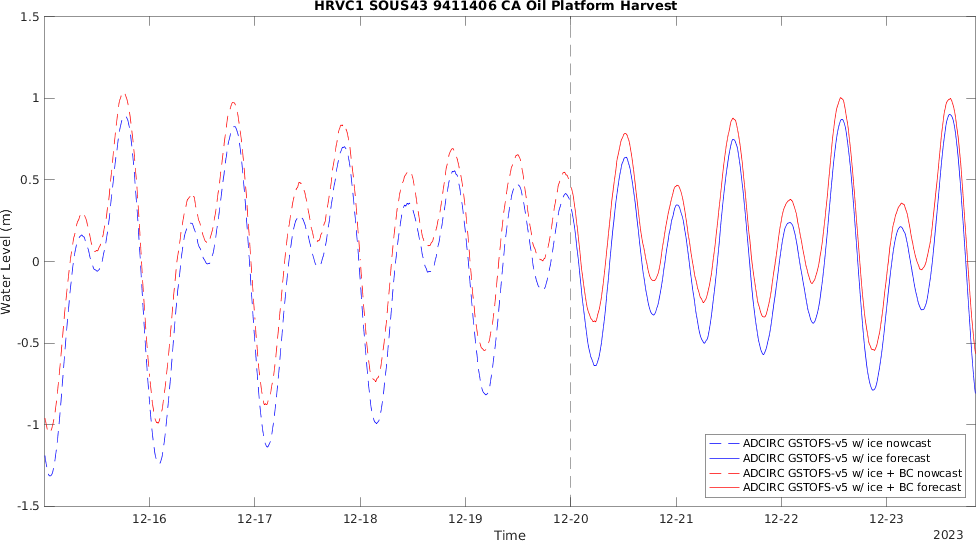 HRVC1 SOUS43 9411406 CA Oil Platform Harvest
1.5
1
0.5
0
-0.5
-1
-1.5
Water Level (m)
12-16
12-17
12-18
12-19
12-20
12-21
12-22
12-23
Time
2023
ADCIRC GSTOFS-v5 w/ ice nowcast
ADCIRC GSTOFS-v5 w/ ice forecast
ADCIRC GSTOFS-v5 w/ ice + BC nowcast
ADCIRC GSTOFS-v5 w/ ice + BC forecast